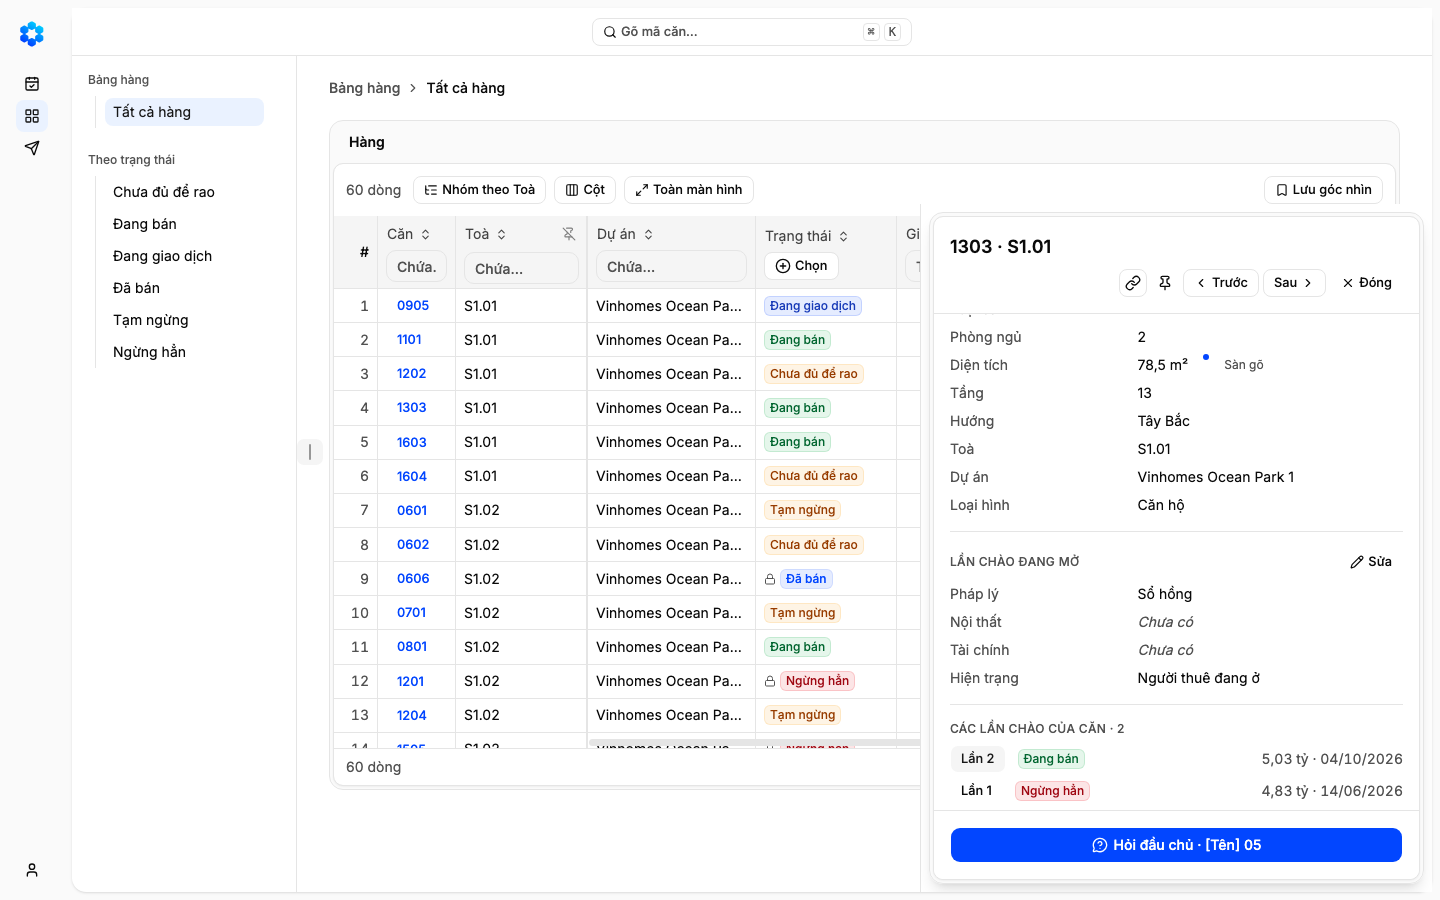 Gõ mã căn... ⌘ K
Bảng hàng
Tất cả hàng
Theo trạng thái
Chưa đủ để rao
Đang bán
Đang giao dịch
Đã bán
Tạm ngừng
Ngừng hẳn
Bảng hàng > Tất cả hàng
Hàng
60 dòng Nhóm theo Toà Cột Toàn màn hình Lưu góc nhìn
# Căn Toà Dự án Trạng thái
Chứa. Chứa... Chứa... Chọn
1 0905 S1.01 Vinhomes Ocean Pa... Đang giao dịch
2 1101 S1.01 Vinhomes Ocean Pa... Đang bán
3 1202 S1.01 Vinhomes Ocean Pa... Chưa đủ để rao
4 1303 S1.01 Vinhomes Ocean Pa... Đang bán
5 1603 S1.01 Vinhomes Ocean Pa... Đang bán
6 1604 S1.01 Vinhomes Ocean Pa... Chưa đủ để rao
7 0601 S1.02 Vinhomes Ocean Pa... Tạm ngừng
8 0602 S1.02 Vinhomes Ocean Pa... Chưa đủ để rao
9 0606 S1.02 Vinhomes Ocean Pa... Đã bán
10 0701 S1.02 Vinhomes Ocean Pa... Tạm ngừng
11 0801 S1.02 Vinhomes Ocean Pa... Đang bán
12 1201 S1.02 Vinhomes Ocean Pa... Ngừng hẳn
13 1204 S1.02 Vinhomes Ocean Pa... Tạm ngừng
60 dòng
1303 · S1.01
Trước Sau Đóng
Phòng ngủ 2
Diện tích 78,5 m² Sàn gỗ
Tầng 13
Hướng Tây Bắc
Toà S1.01
Dự án Vinhomes Ocean Park 1
Loại hình Căn hộ
LẦN CHÀO ĐANG MỞ Sửa
Pháp lý Sổ hồng
Nội thất Chưa có
Tài chính Chưa có
Hiện trạng Người thuê đang ở
CÁC LẦN CHÀO CỦA CĂN · 2
Lần 2 Đang bán 5,03 tỷ · 04/10/2026
Lần 1 Ngừng hẳn 4,83 tỷ · 14/06/2026
Hỏi đầu chủ · [Tên] 05